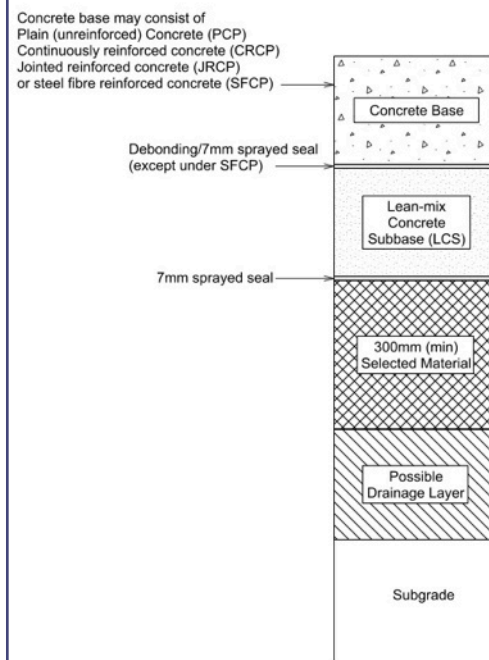 Concrete base may consist of
Plain (unreinforced) Concrete (PCP)
Continuously reinforced concrete (CRCP)
Jointed reinforced concrete (JRCP)
or steel fibre reinforced concrete (SFCP)
Concrete Base
Debonding/7mm sprayed seal
(except under SFCP)
Lean-mix
Concrete
Subbase (LCS)
7mm sprayed seal
300mm (min)
Selected Material
Possible
Drainage Layer
Subgrade